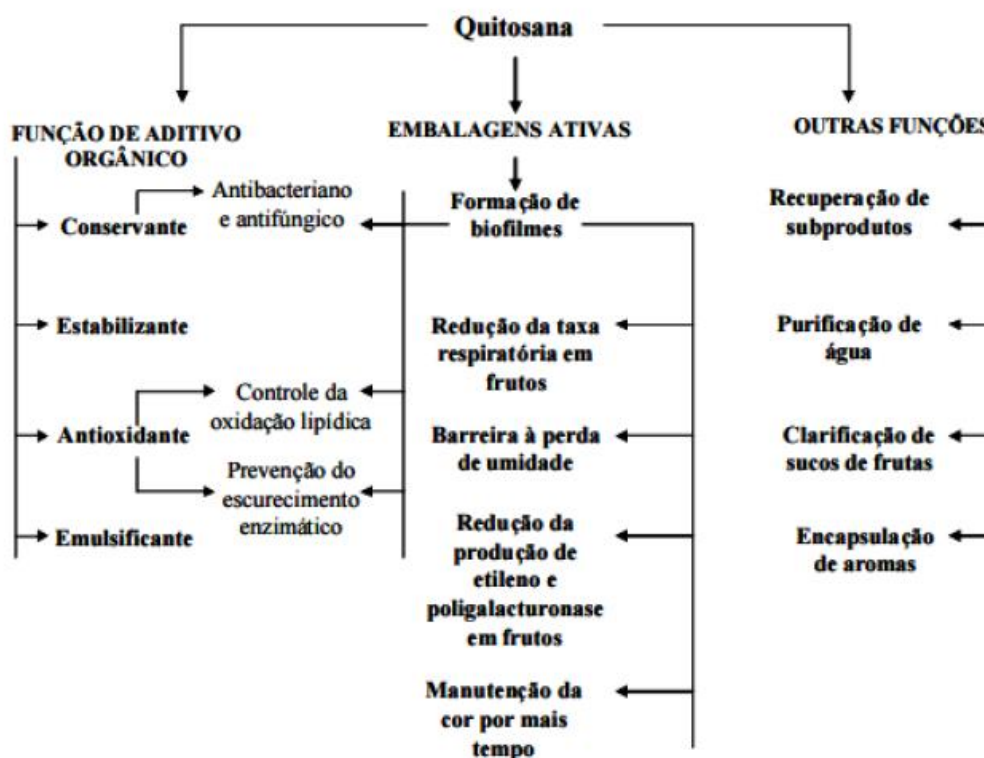 Quitosana
FUNÇÃO DE ADITIVO
ORGÂNICO
Conservante
Antibacteriano
e antifúngico
Estabilizante
Antioxidante
Controle da
oxidação lipídica
Prevenção do
escurecimento
enzimático
Emulsificante
EMBALAGENS ATIVAS
Formação de
biofilmes
Redução da taxa
respiratória em
frutos
Barreira à perda
de umidade
Redução da
produção de
etileno e
poligalacturonase
em frutos
Manutenção da
cor por mais
tempo
OUTRAS FUNÇÕES
Recuperação de
subprodutos
Purificação de
água
Clarificação de
sucos de frutas
Encapsulação
de aromas